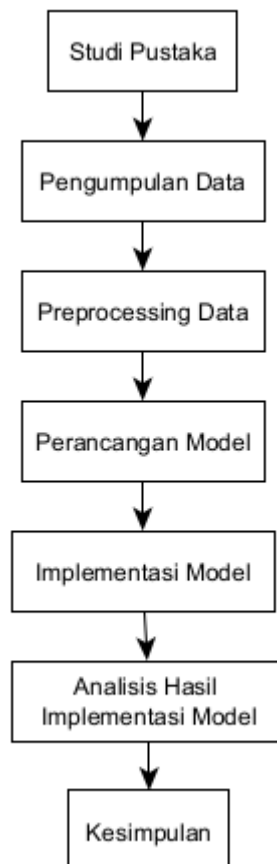 Studi Pustaka
Pengumpulan Data
Preprocessing Data
Perancangan Model
Implementasi Model
Analisis Hasil
Implementasi Model
Kesimpulan